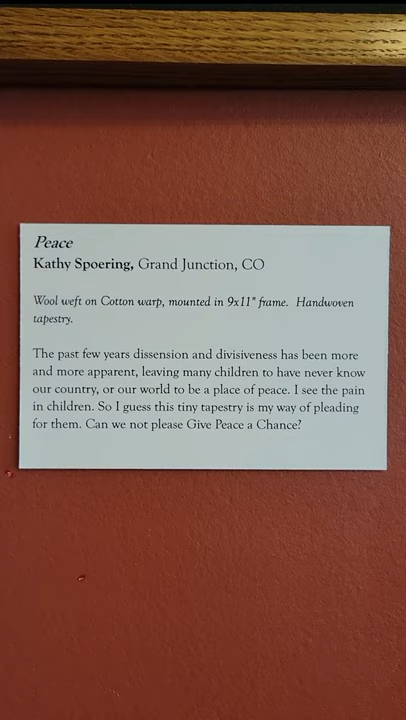 Peace
Kathy Spoering, Grand Junction, CO
Wool weft on Cotton warp, mounted in 9x11" frame. Handwoven
tapestry.
The past few years dissension and divisiveness has been more
and more apparent, leaving many children to have never know
our country, or our world to be a place of peace. I see the pain
in children. So I guess this tiny tapestry is my way of pleading
for them. Can we not please Give Peace a Chance?